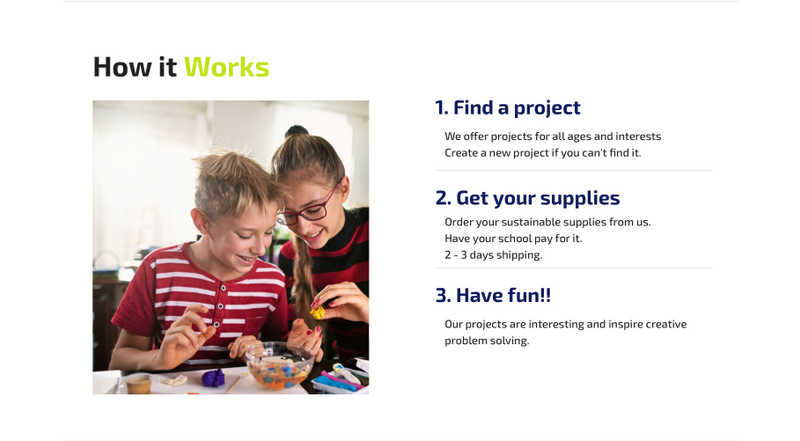 How it Works
1. Find a project
We offer projects for all ages and interests
Create a new project if you can't find it.
2. Get your supplies
Order your sustainable supplies from us.
Have your school pay for it.
2 - 3 days shipping.
3. Have fun!!
Our projects are interesting and inspire creative
problem solving.